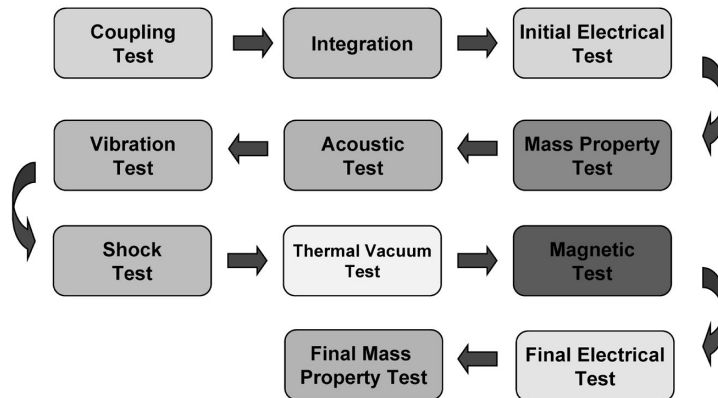 Coupling
Test
Integration
Initial Electrical
Test
Mass Property
Test
Acoustic
Test
Vibration
Test
Shock
Test
Thermal Vacuum
Test
Magnetic
Test
Final Electrical
Test
Final Mass
Property Test